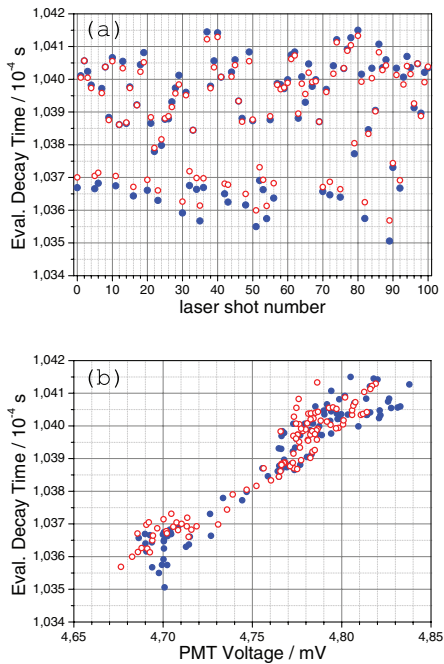 (a)
Eval. Decay Time / 10⁻⁴ s
1,042
1,041
1,040
1,039
1,038
1,037
1,036
1,035
1,034
0 10 20 30 40 50 60 70 80 90 100
laser shot number
(b)
Eval. Decay Time / 10⁻⁴ s
1,042
1,041
1,040
1,039
1,038
1,037
1,036
1,035
1,034
4,65 4,70 4,75 4,80 4,85
PMT Voltage / mV